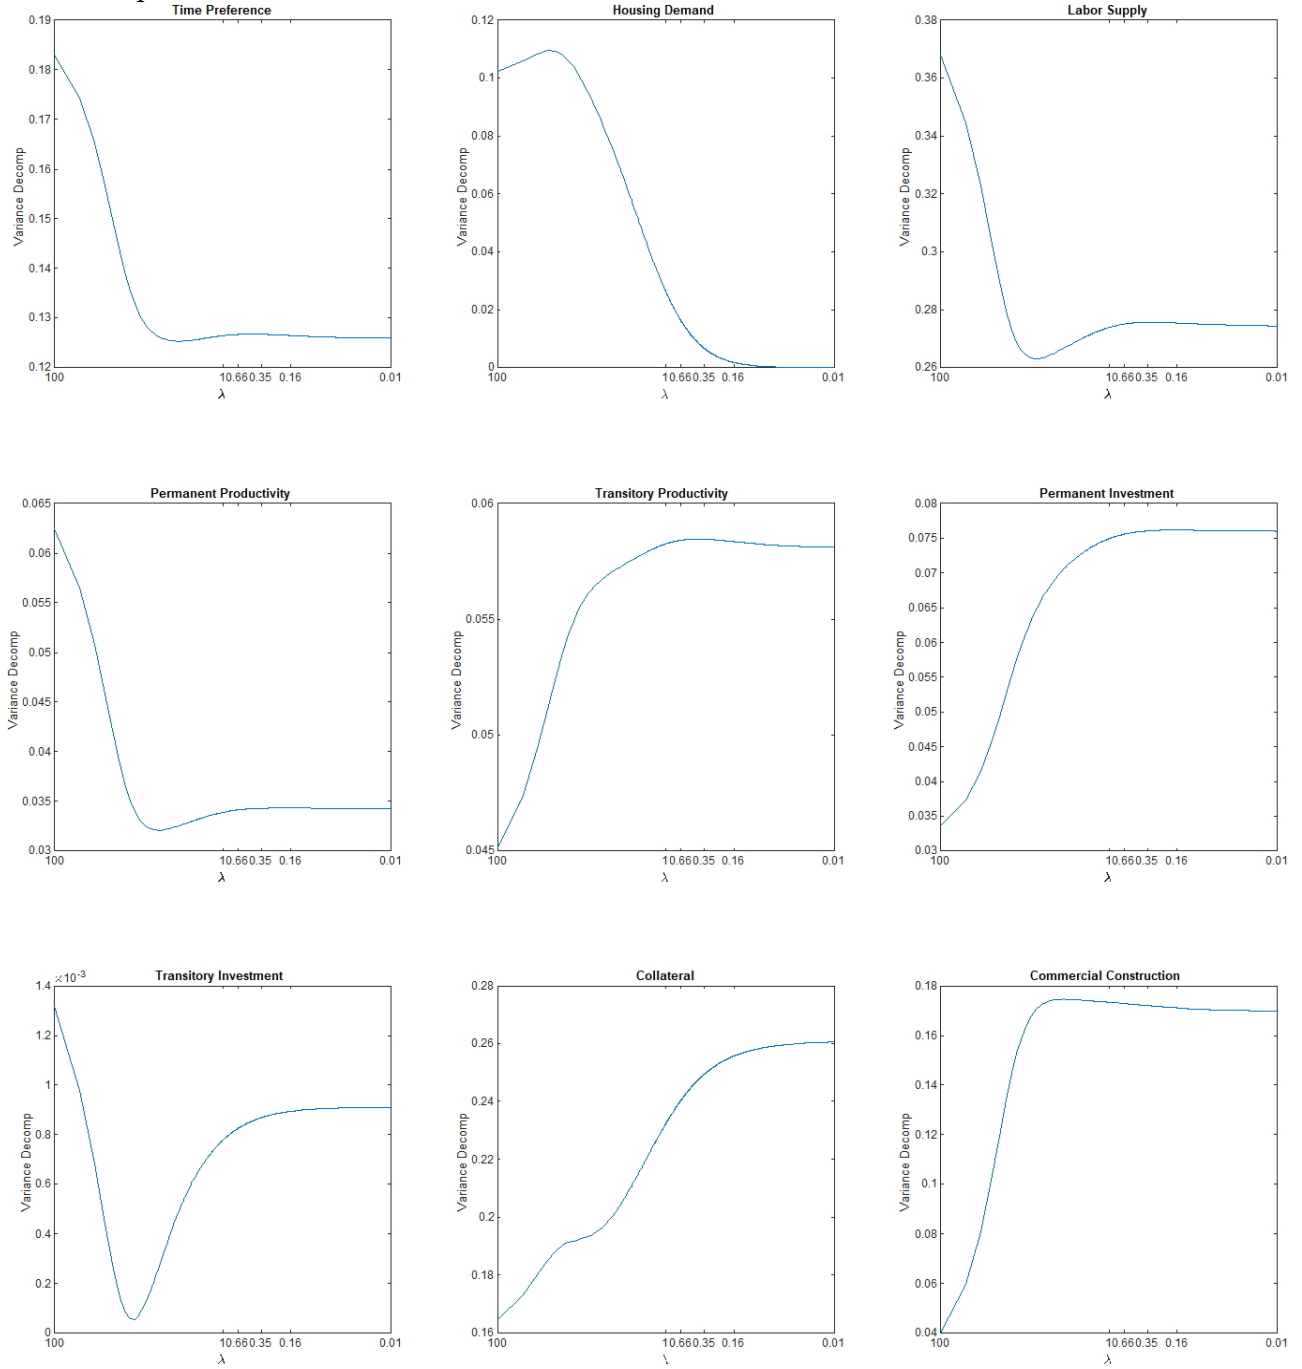 Time Preference
0.19
0.18
0.17
0.16
0.15
0.14
0.13
0.12
Variance Decomp
100 10.660.35 0.16 0.01
λ
Housing Demand
0.12
0.1
0.08
0.06
0.04
0.02
0
Variance Decomp
100 10.660.35 0.16 0.01
λ
Labor Supply
0.38
0.36
0.34
0.32
0.3
0.28
0.26
Variance Decomp
100 10.660.35 0.16 0.01
λ
Permanent Productivity
0.065
0.06
0.055
0.05
0.045
0.04
0.035
0.03
Variance Decomp
100 10.660.35 0.16 0.01
λ
Transitory Productivity
0.06
0.055
0.05
0.045
Variance Decomp
100 10.660.35 0.16 0.01
λ
Permanent Investment
0.08
0.075
0.07
0.065
0.06
0.055
0.05
0.045
0.04
0.035
0.03
Variance Decomp
100 10.660.35 0.16 0.01
λ
Transitory Investment
×10-3
1.4
1.2
1
0.8
0.6
0.4
0.2
0
Variance Decomp
100 10.660.35 0.16 0.01
λ
Collateral
0.28
0.26
0.24
0.22
0.2
0.18
0.16
Variance Decomp
100 10.660.35 0.16 0.01
λ
Commercial Construction
0.18
0.16
0.14
0.12
0.1
0.08
0.06
0.04
Variance Decomp
100 10.660.35 0.16 0.01
λ